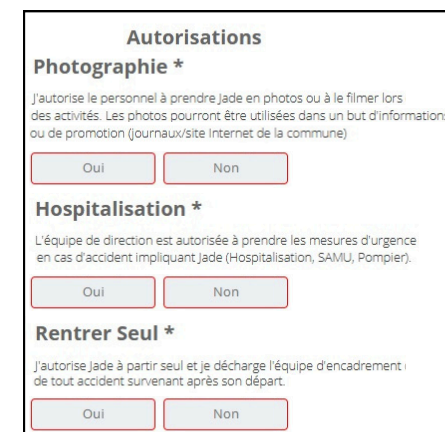 Autorisations
Photographie *
J'autorise le personnel à prendre Jade en photos ou à le filmer lors
des activités. Les photos pourront être utilisées dans un but d'informations
ou de promotion (journaux/site Internet de la commune)
Oui Non
Hospitalisation *
L'équipe de direction est autorisée à prendre les mesures d'urgence
en cas d'accident impliquant Jade (Hospitalisation, SAMU, Pompier).
Oui Non
Rentrer Seul *
J'autorise Jade à partir seul et je décharge l'équipe d'encadrement
de tout accident survenant après son départ.
Oui Non